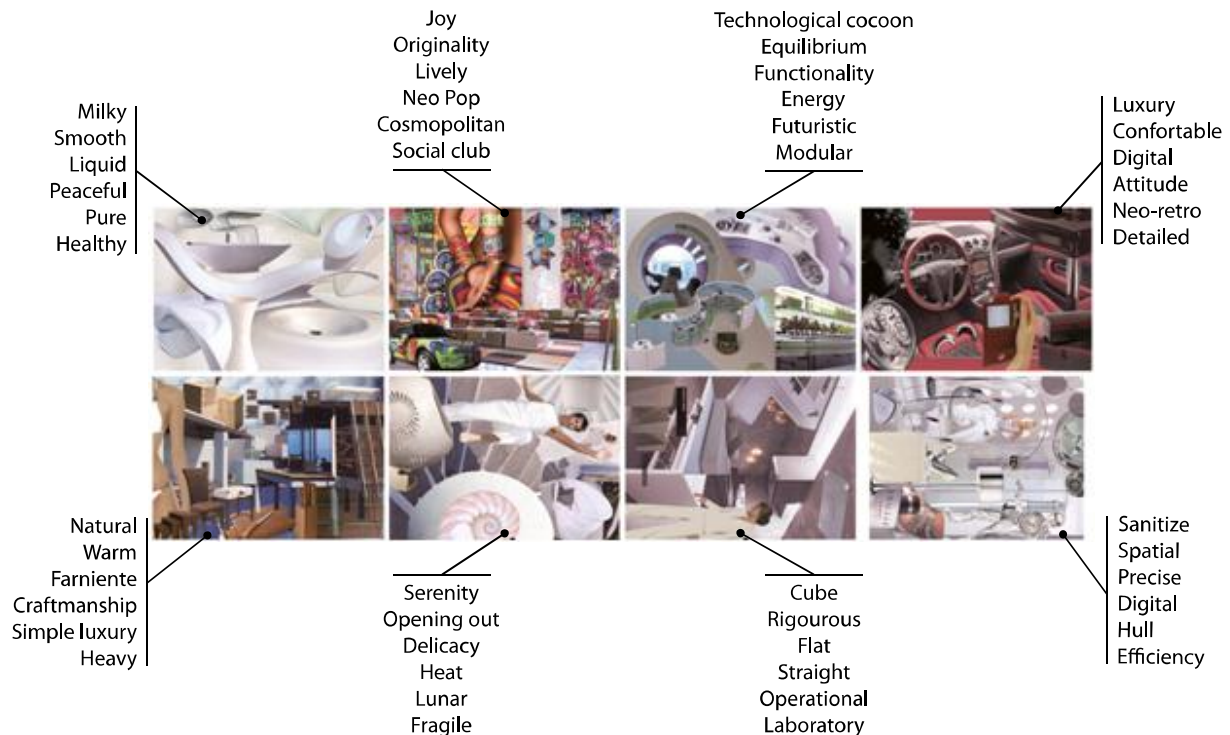 Joy
Originality
Lively
Neo Pop
Cosmopolitan
Social club
Technological cocoon
Equilibrium
Functionality
Energy
Futuristic
Modular
Milky
Smooth
Liquid
Peaceful
Pure
Healthy
Luxury
Confortable
Digital
Attitude
Neo-retro
Detailed
Natural
Warm
Farniente
Craftmanship
Simple luxury
Heavy
Serenity
Opening out
Delicacy
Heat
Lunar
Fragile
Cube
Rigourous
Flat
Straight
Operational
Laboratory
Sanitize
Spatial
Precise
Digital
Hull
Efficiency